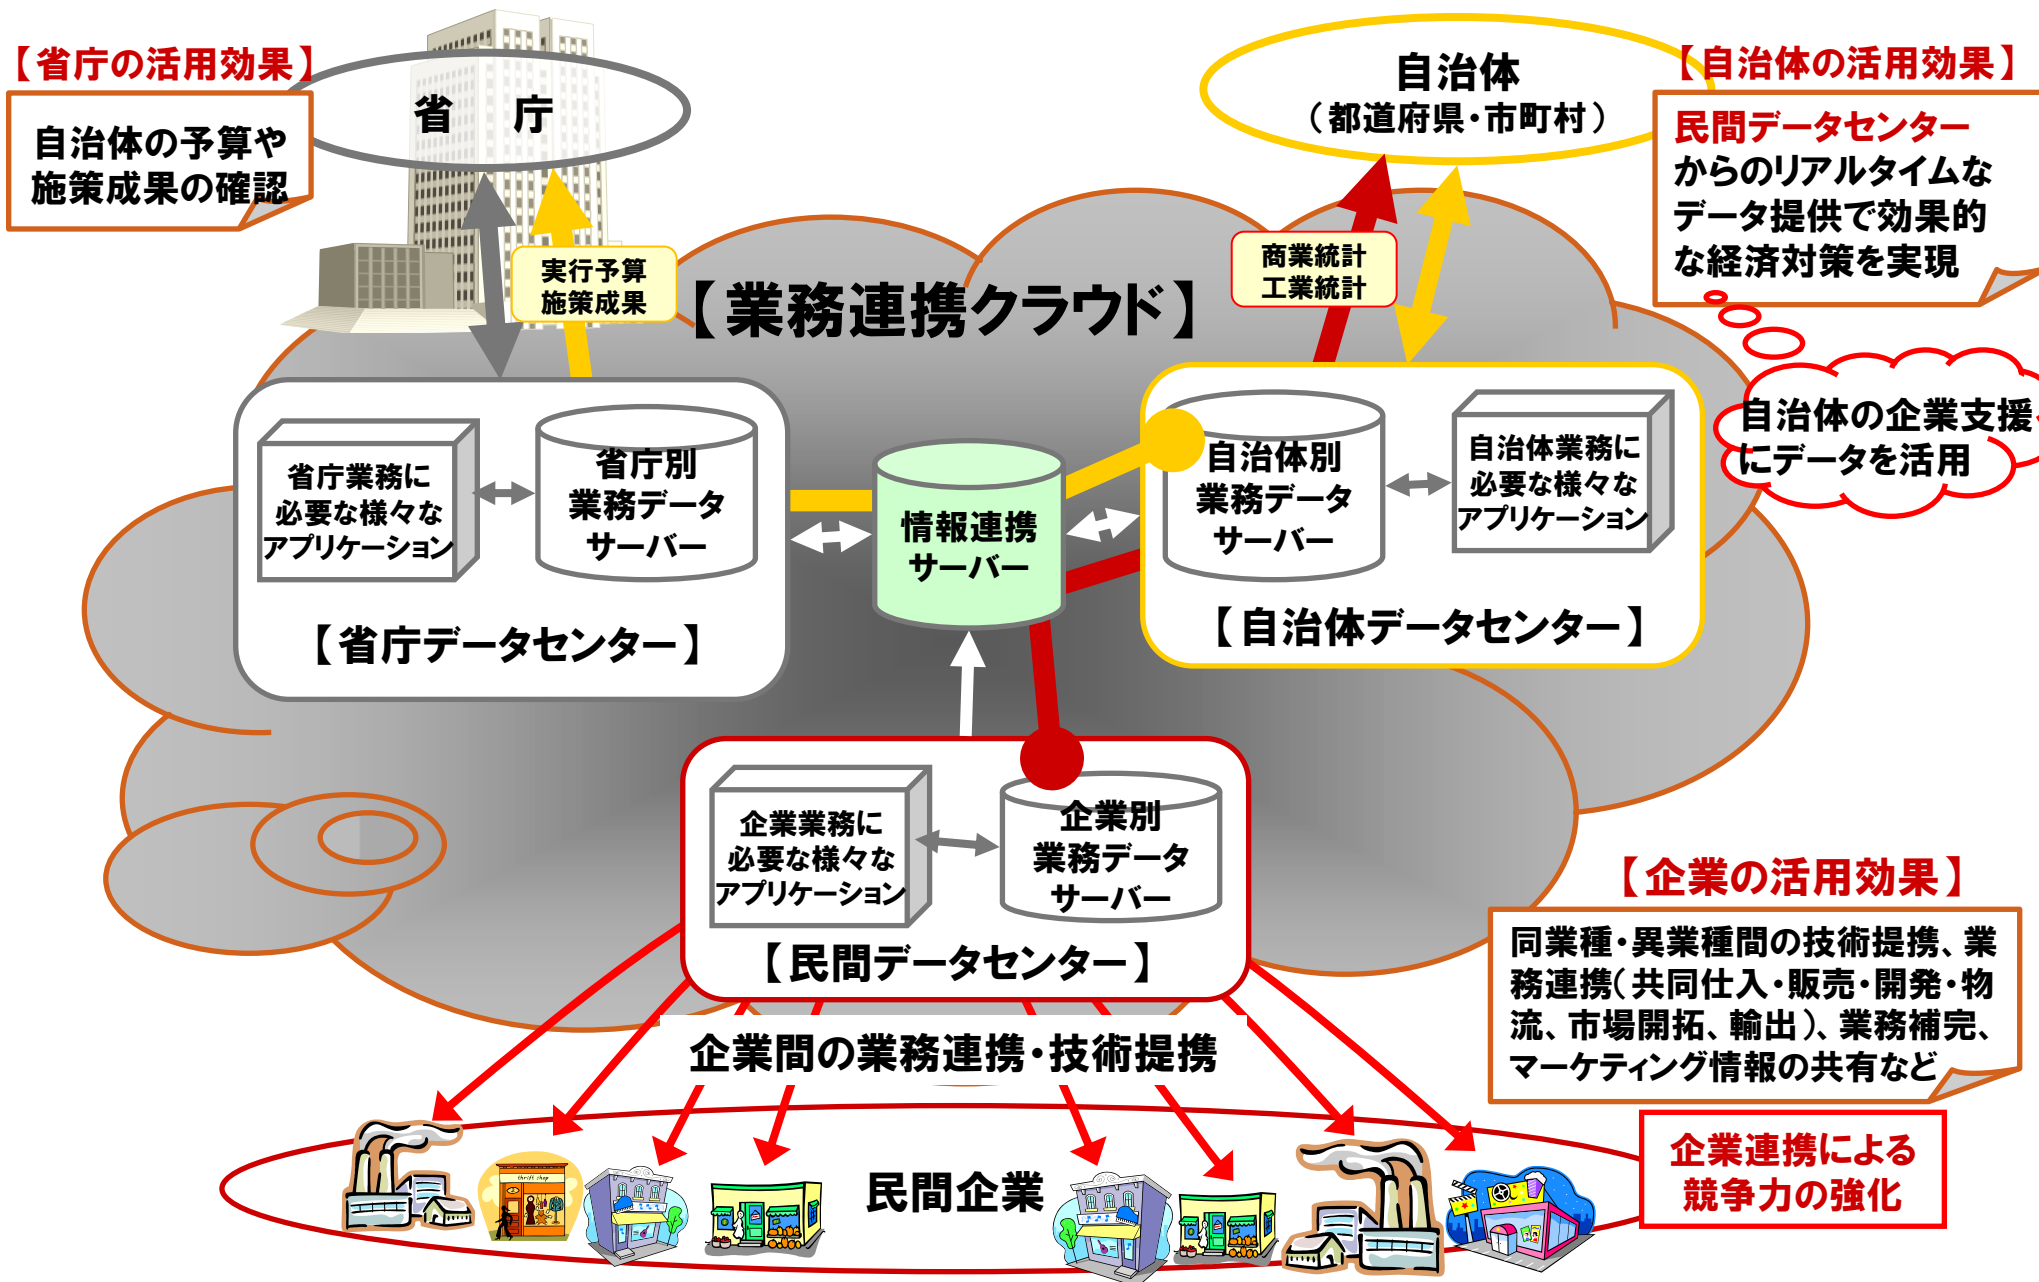 【省庁の活用効果】
自治体の予算や
施策成果の確認
省　庁
実行予算
施策成果
自治体
（都道府県・市町村）
【自治体の活用効果】
民間データセンター
からのリアルタイムな
データ提供で効果的
な経済対策を実現
商業統計
工業統計
【業務連携クラウド】
自治体の企業支援
にデータを活用
省庁業務に
必要な様々な
アプリケーション
省庁別
業務データ
サーバー
【省庁データセンター】
情報連携
サーバー
自治体別
業務データ
サーバー
自治体業務に
必要な様々な
アプリケーション
【自治体データセンター】
企業業務に
必要な様々な
アプリケーション
企業別
業務データ
サーバー
【民間データセンター】
【企業の活用効果】
同業種・異業種間の技術提携、業
務連携（共同仕入・販売・開発・物
流、市場開拓、輸出）、業務補完、
マーケティング情報の共有など
企業間の業務連携・技術提携
民間企業
thrift shop
企業連携による
競争力の強化